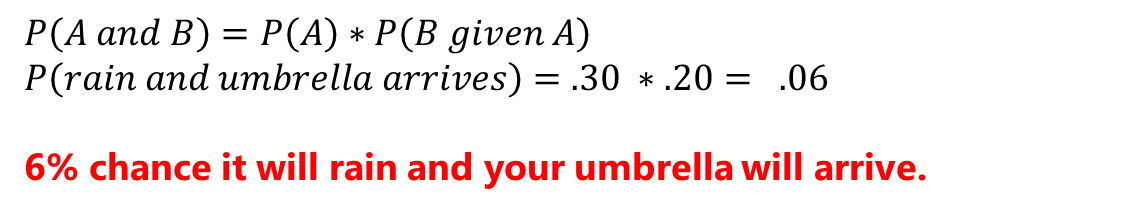 P(A and B) = P(A) * P(B given A)
P(rain and umbrella arrives) = .30 * .20 = .06
6% chance it will rain and your umbrella will arrive.